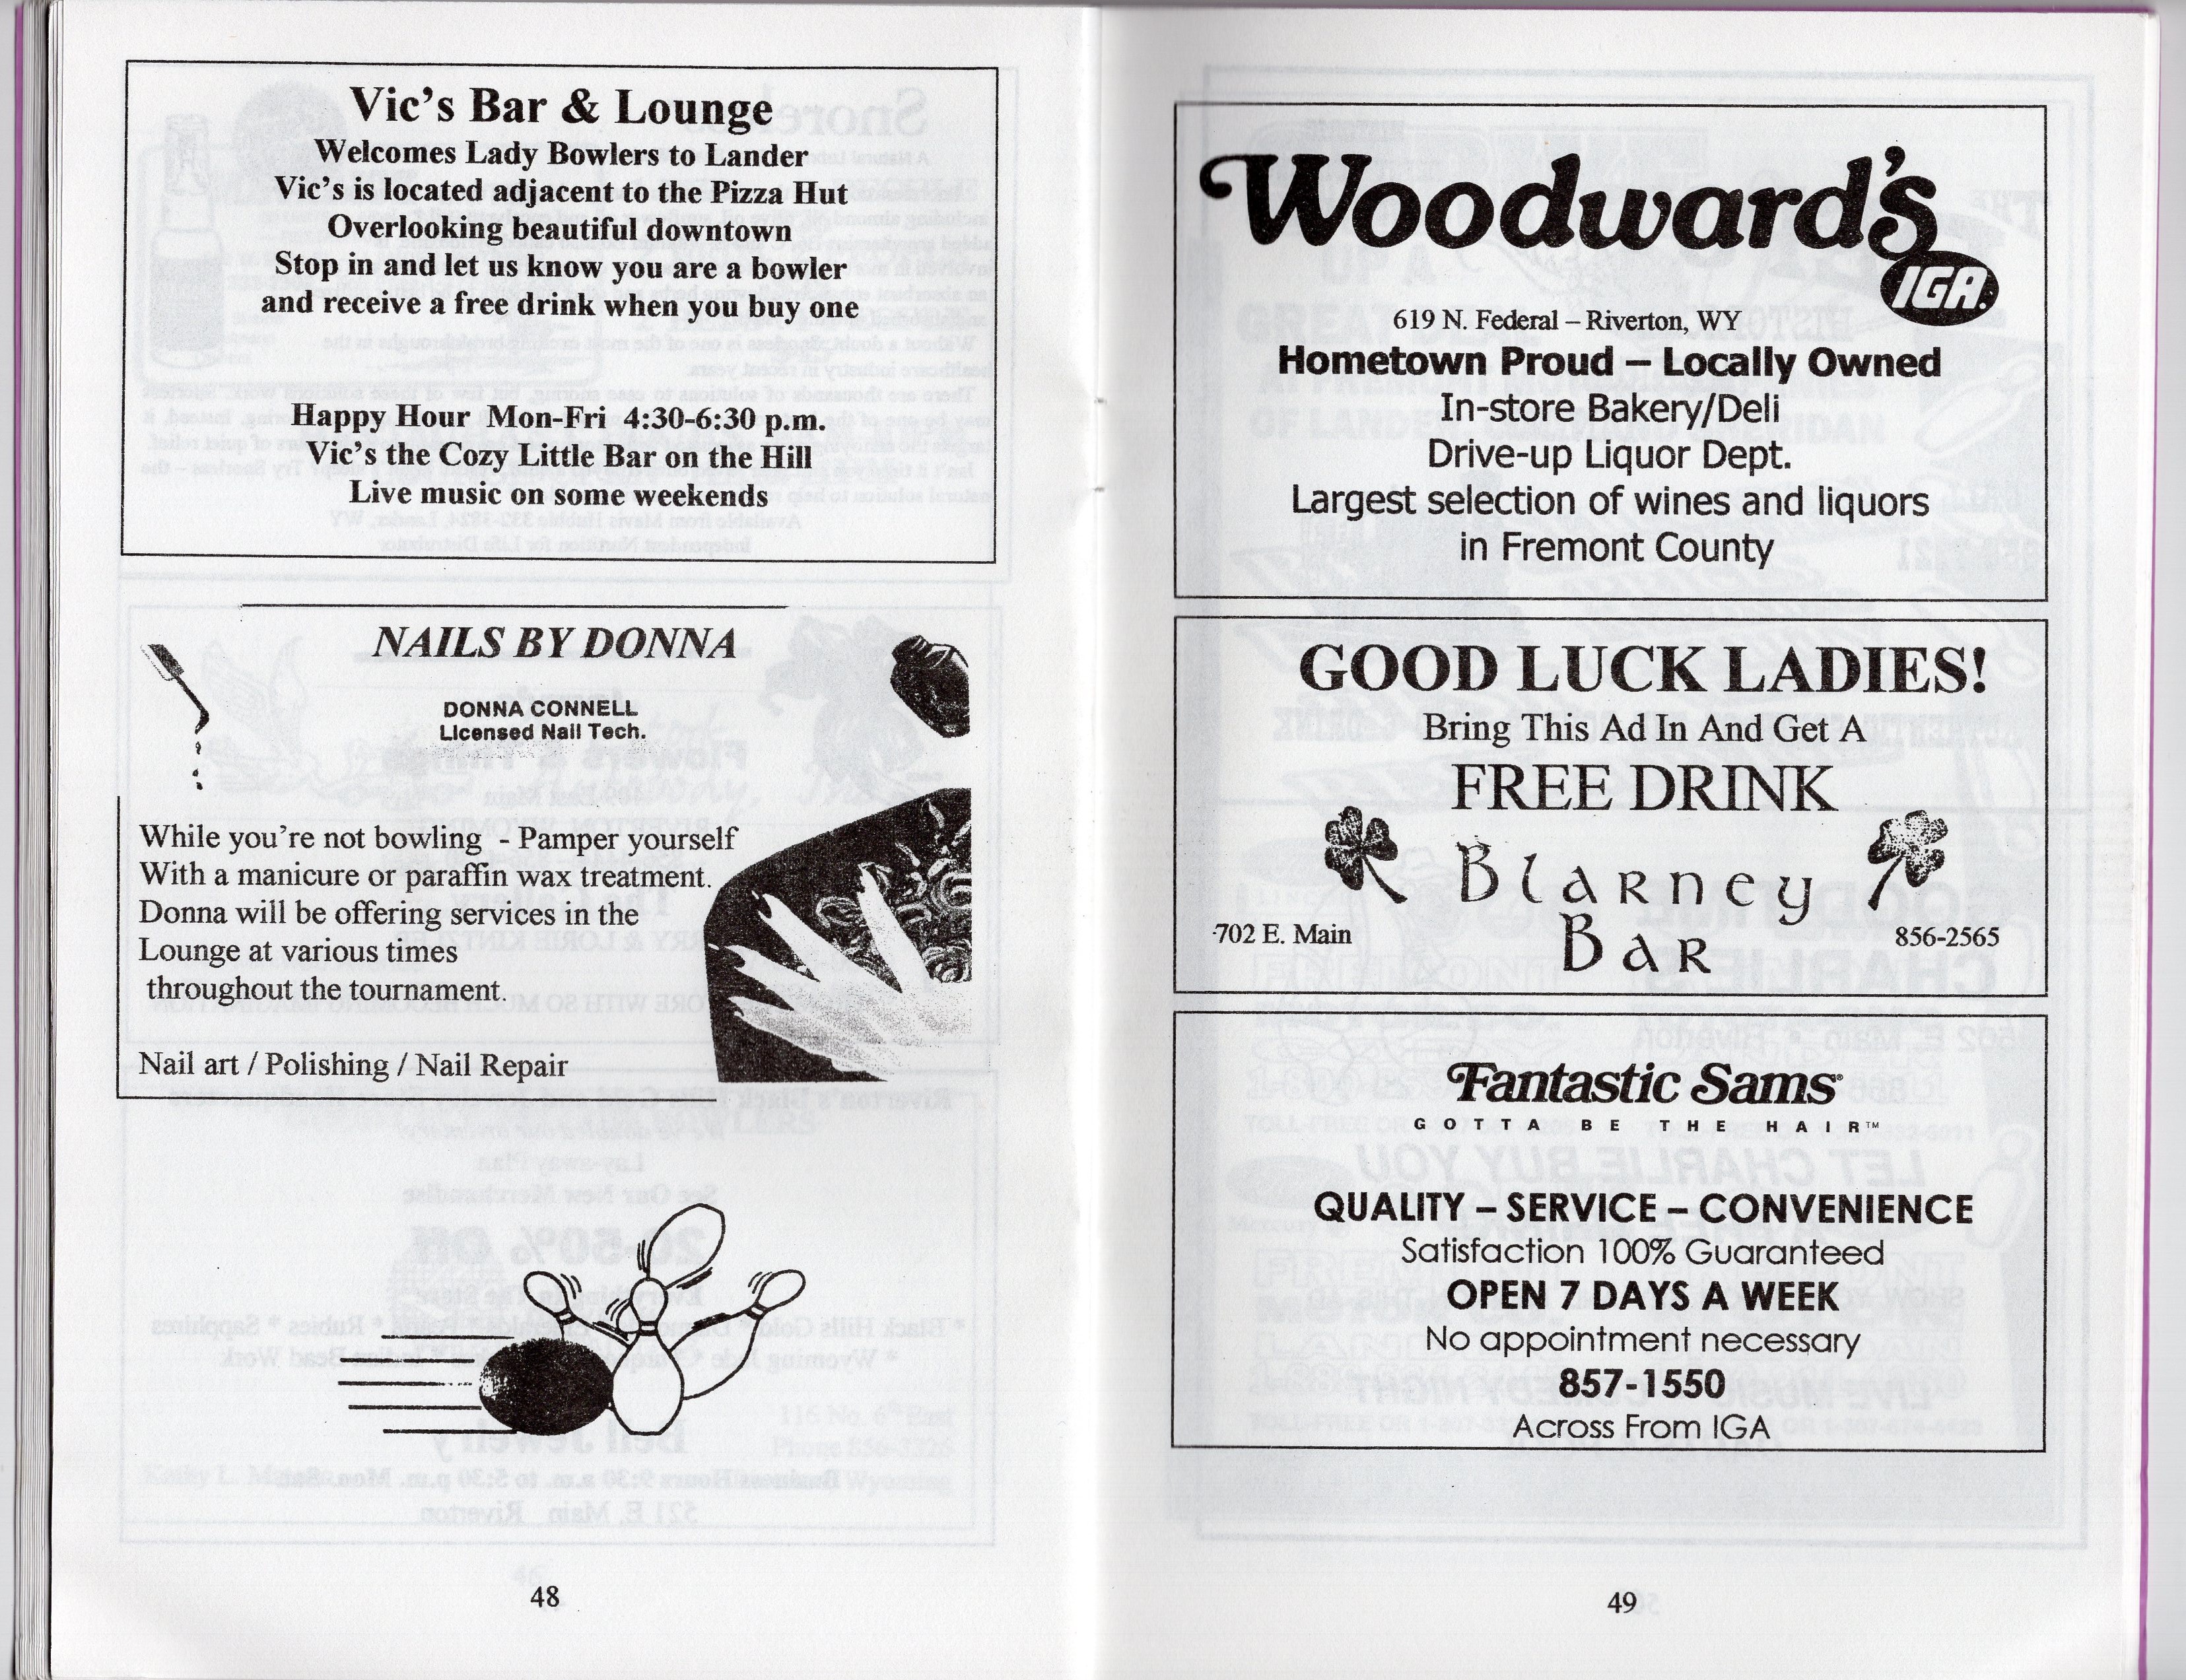 Vic's Bar & Lounge
Welcomes Lady Bowlers to Lander
Vic's is located adjacent to the Pizza Hut
Overlooking beautiful downtown
Stop in and let us know you are a bowler
and receive a free drink when you buy one
Happy Hour Mon-Fri 4:30-6:30 p.m.
Vic's the Cozy Little Bar on the Hill
Live music on some weekends
NAILS BY DONNA
DONNA CONNELL
Licensed Nail Tech.
While you're not bowling - Pamper yourself
With a manicure or paraffin wax treatment.
Donna will be offering services in the
Lounge at various times
throughout the tournament.
Nail art / Polishing / Nail Repair
48
Woodward's
IGA
619 N. Federal – Riverton, WY
Hometown Proud – Locally Owned
In-store Bakery/Deli
Drive-up Liquor Dept.
Largest selection of wines and liquors
in Fremont County
GOOD LUCK LADIES!
Bring This Ad In And Get A
FREE DRINK
Blarney
Bar
702 E. Main
856-2565
Fantastic Sams
GOTTA BE THE HAIR™
QUALITY – SERVICE – CONVENIENCE
Satisfaction 100% Guaranteed
OPEN 7 DAYS A WEEK
No appointment necessary
857-1550
Across From IGA
49